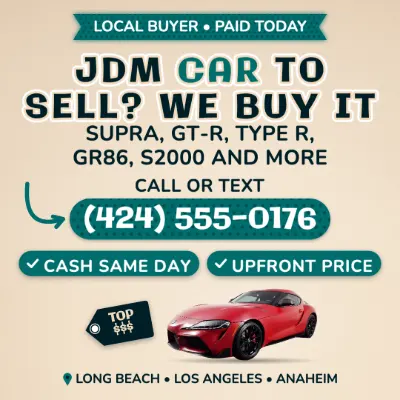 LOCAL BUYER • PAID TODAY
JDM CAR TO
SELL? WE BUY IT
SUPRA, GT-R, TYPE R,
GR86, S2000 AND MORE
CALL OR TEXT
(424) 555-0176
✓ CASH SAME DAY
✓ UPFRONT PRICE
TOP
$$$
LONG BEACH • LOS ANGELES • ANAHEIM